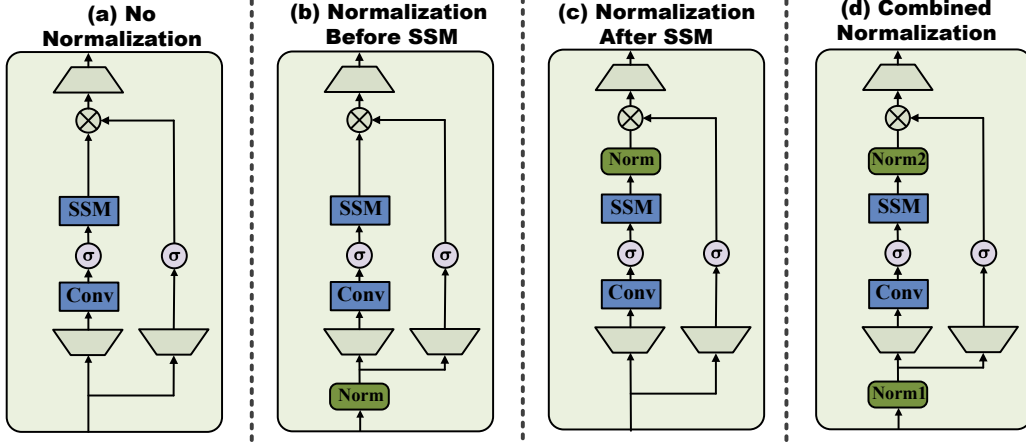 (a) No
Normalization
(b) Normalization
Before SSM
(c) Normalization
After SSM
(d) Combined
Normalization
SSM
σ
σ
Conv
SSM
σ
σ
Conv
Norm
Norm
SSM
σ
σ
Conv
Norm2
SSM
σ
σ
Conv
Norm1